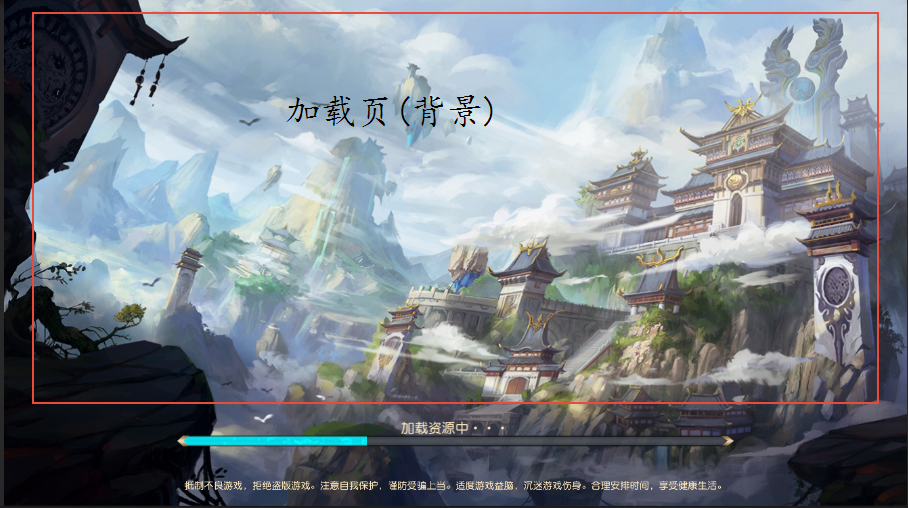 加载页(背景)
加载资源中···
抵制不良游戏，拒绝盗版游戏。注意自我保护，谨防受骗上当。适度游戏益脑，沉迷游戏伤身。合理安排时间，享受健康生活。